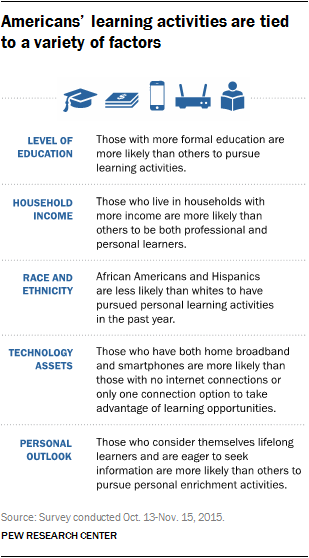 Americans' learning activities are tied
to a variety of factors
LEVEL OF
EDUCATION
Those with more formal education are
more likely than others to pursue
learning activities.
HOUSEHOLD
INCOME
Those who live in households with
more income are more likely than
others to be both professional and
personal learners.
RACE AND
ETHNICITY
African Americans and Hispanics
are less likely than whites to have
pursued personal learning activities
in the past year.
TECHNOLOGY
ASSETS
Those who have both home broadband
and smartphones are more likely than
those with no internet connections or
only one connection option to take
advantage of learning opportunities.
PERSONAL
OUTLOOK
Those who consider themselves lifelong
learners and are eager to seek
information are more likely than others to
pursue personal enrichment activities.
Source: Survey conducted Oct. 13-Nov. 15, 2015.
PEW RESEARCH CENTER